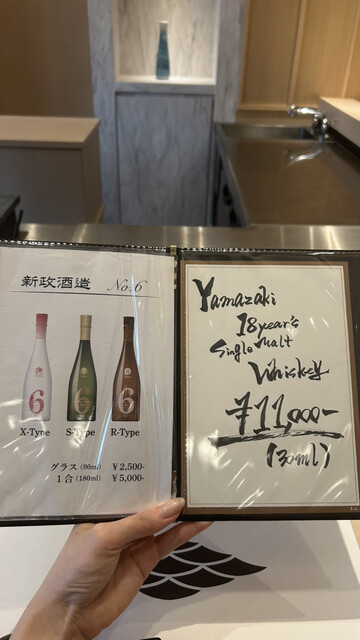 新政酒造 No.6
6 6 6
X-Type S-Type R-Type
グラス (90ml) ¥2,500-
1合 (180ml) ¥5,000-
Yamazaki
18year's
Single malt
Whiskey
¥11,000-
(30ml)